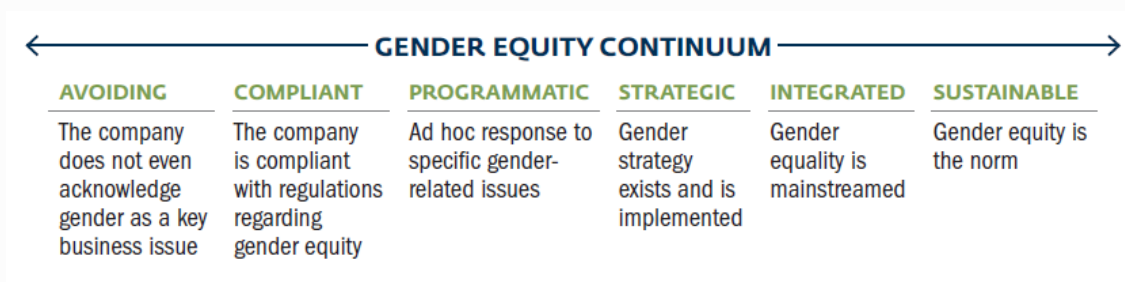 GENDER EQUITY CONTINUUM
AVOIDING
The company
does not even
acknowledge
gender as a key
business issue
COMPLIANT
The company
is compliant
with regulations
regarding
gender equity
PROGRAMMATIC
Ad hoc response to
specific gender-
related issues
STRATEGIC
Gender
strategy
exists and is
implemented
INTEGRATED
Gender
equality is
mainstreamed
SUSTAINABLE
Gender equity is
the norm